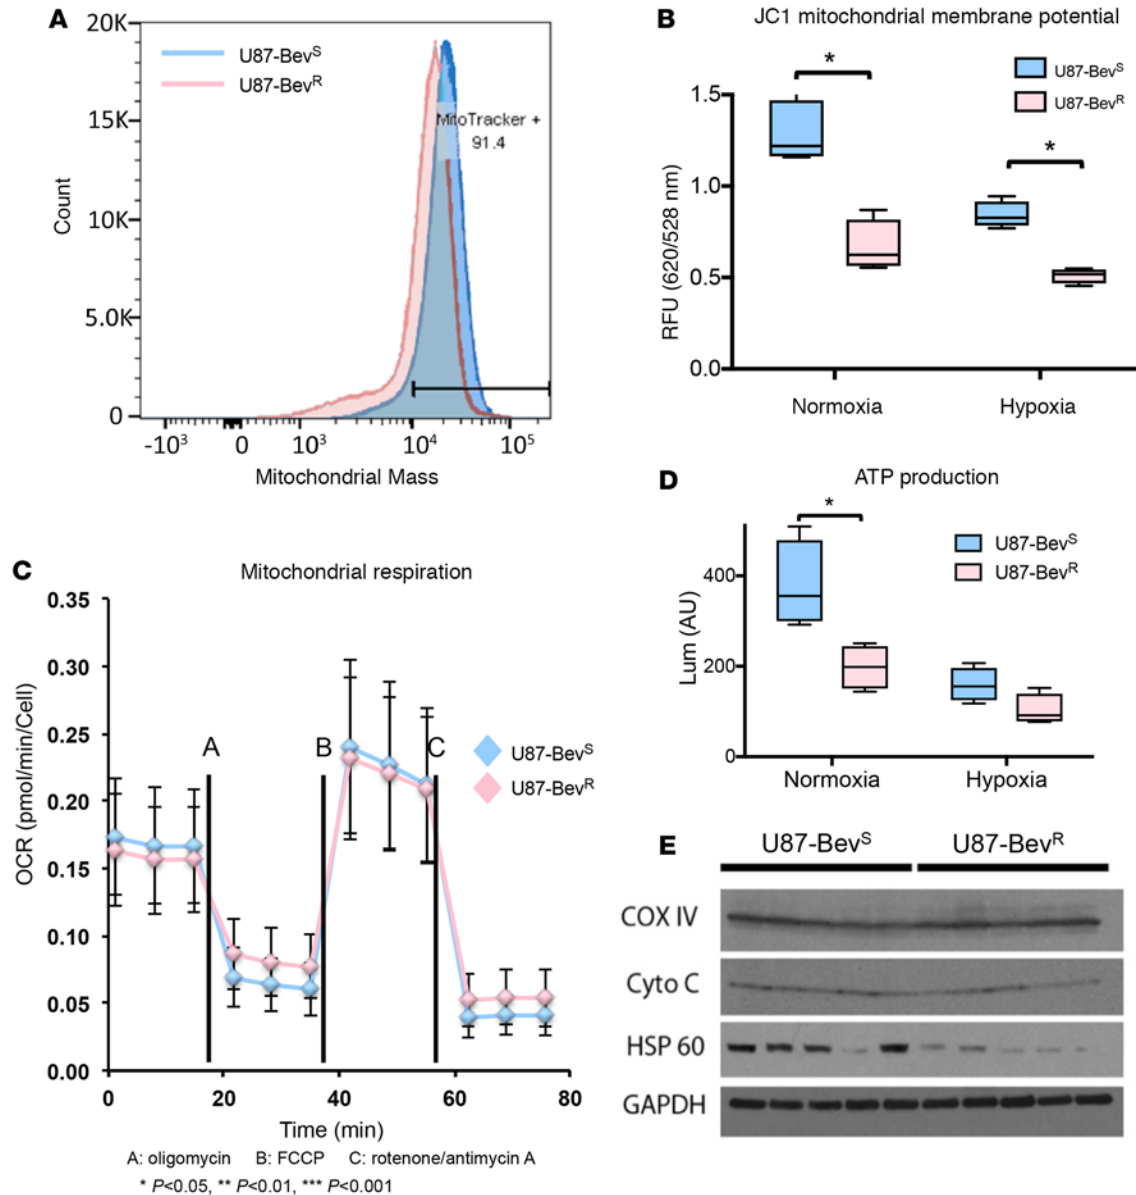 A
20K
15K
10K
5.0K
0
Count
U87-Bev^S
U87-Bev^R
MitoTracker +
91.4
-10^3 0 10^3 10^4 10^5
Mitochondrial Mass
B
JC1 mitochondrial membrane potential
U87-Bev^S
U87-Bev^R
*
*
1.5
1.0
0.5
0.0
RFU (620/528 nm)
Normoxia Hypoxia
C
Mitochondrial respiration
0.35
0.30
0.25
0.20
0.15
0.10
0.05
0.00
OCR (pmol/min/Cell)
A B C
U87-Bev^S
U87-Bev^R
0 20 40 60 80
Time (min)
A: oligomycin B: FCCP C: rotenone/antimycin A
* P<0.05, ** P<0.01, *** P<0.001
D
ATP production
*
U87-Bev^S
U87-Bev^R
400
200
0
Lum (AU)
Normoxia Hypoxia
E
U87-Bev^S U87-Bev^R
COX IV
Cyto C
HSP 60
GAPDH